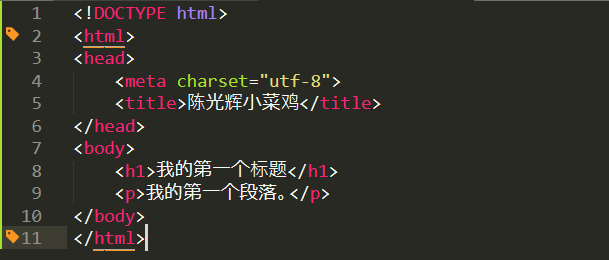 1 <!DOCTYPE html>
2 <html>
3 <head>
4     <meta charset="utf-8">
5     <title>陈光辉小菜鸡</title>
6 </head>
7 <body>
8     <h1>我的第一个标题</h1>
9     <p>我的第一个段落。</p>
10 </body>
11 </html>